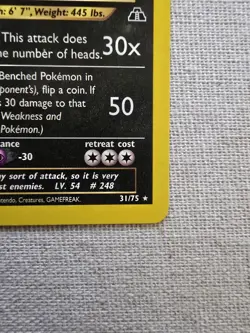 : 6' 7", Weight: 445 lbs.
This attack does
he number of heads. 30x
Benched Pokémon in
ponent's), flip a coin. If
s 30 damage to that 50
Weakness and
Pokémon.)
ance retreat cost
-30
y sort of attack, so it is very
st enemies. LV. 54 # 248
ntendo, Creatures, GAMEFREAK. 31/75 ★